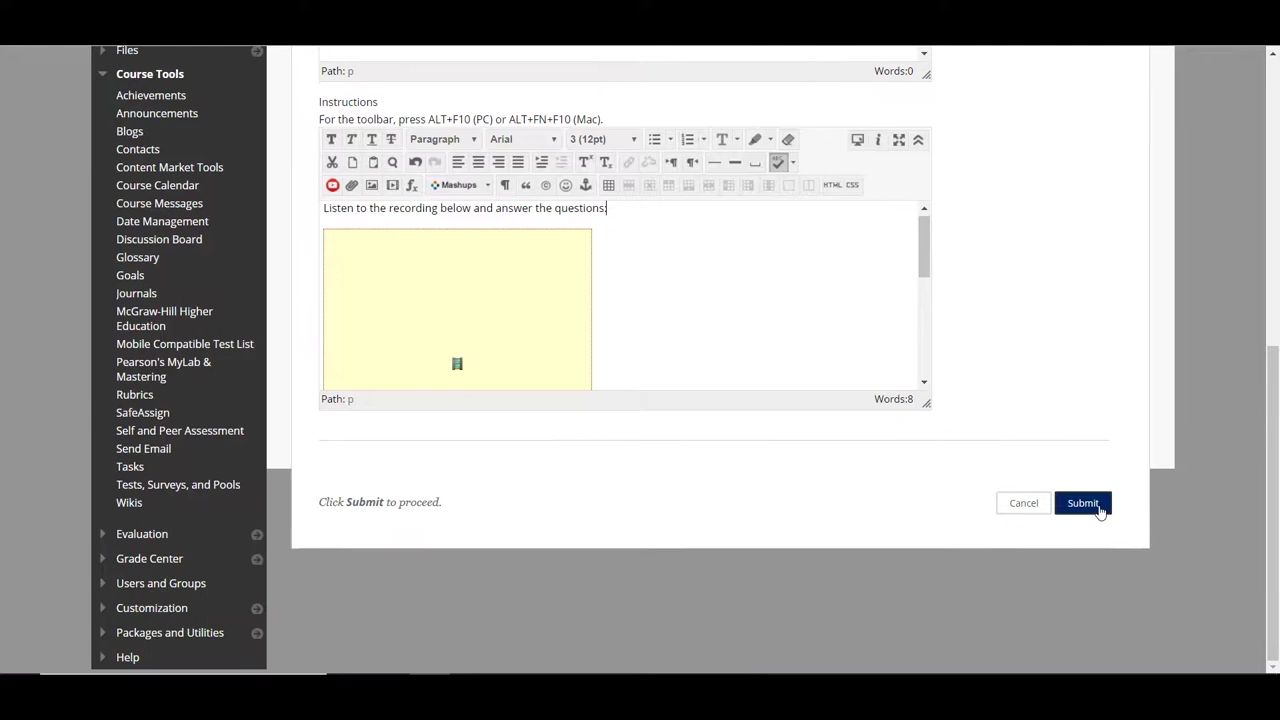 Files
Course Tools
Achievements
Announcements
Blogs
Contacts
Content Market Tools
Course Calendar
Course Messages
Date Management
Discussion Board
Glossary
Goals
Journals
McGraw-Hill Higher
Education
Mobile Compatible Test List
Pearson's MyLab &
Mastering
Rubrics
SafeAssign
Self and Peer Assessment
Send Email
Tasks
Tests, Surveys, and Pools
Wikis
Evaluation
Grade Center
Users and Groups
Customization
Packages and Utilities
Help
Path: p Words:0
Instructions
For the toolbar, press ALT+F10 (PC) or ALT+FN+F10 (Mac).
T T T T Paragraph Arial 3 (12pt) T
ABC
Mashups HTML CSS
Listen to the recording below and answer the questions:
Path: p Words:8
Click Submit to proceed. Cancel Submit